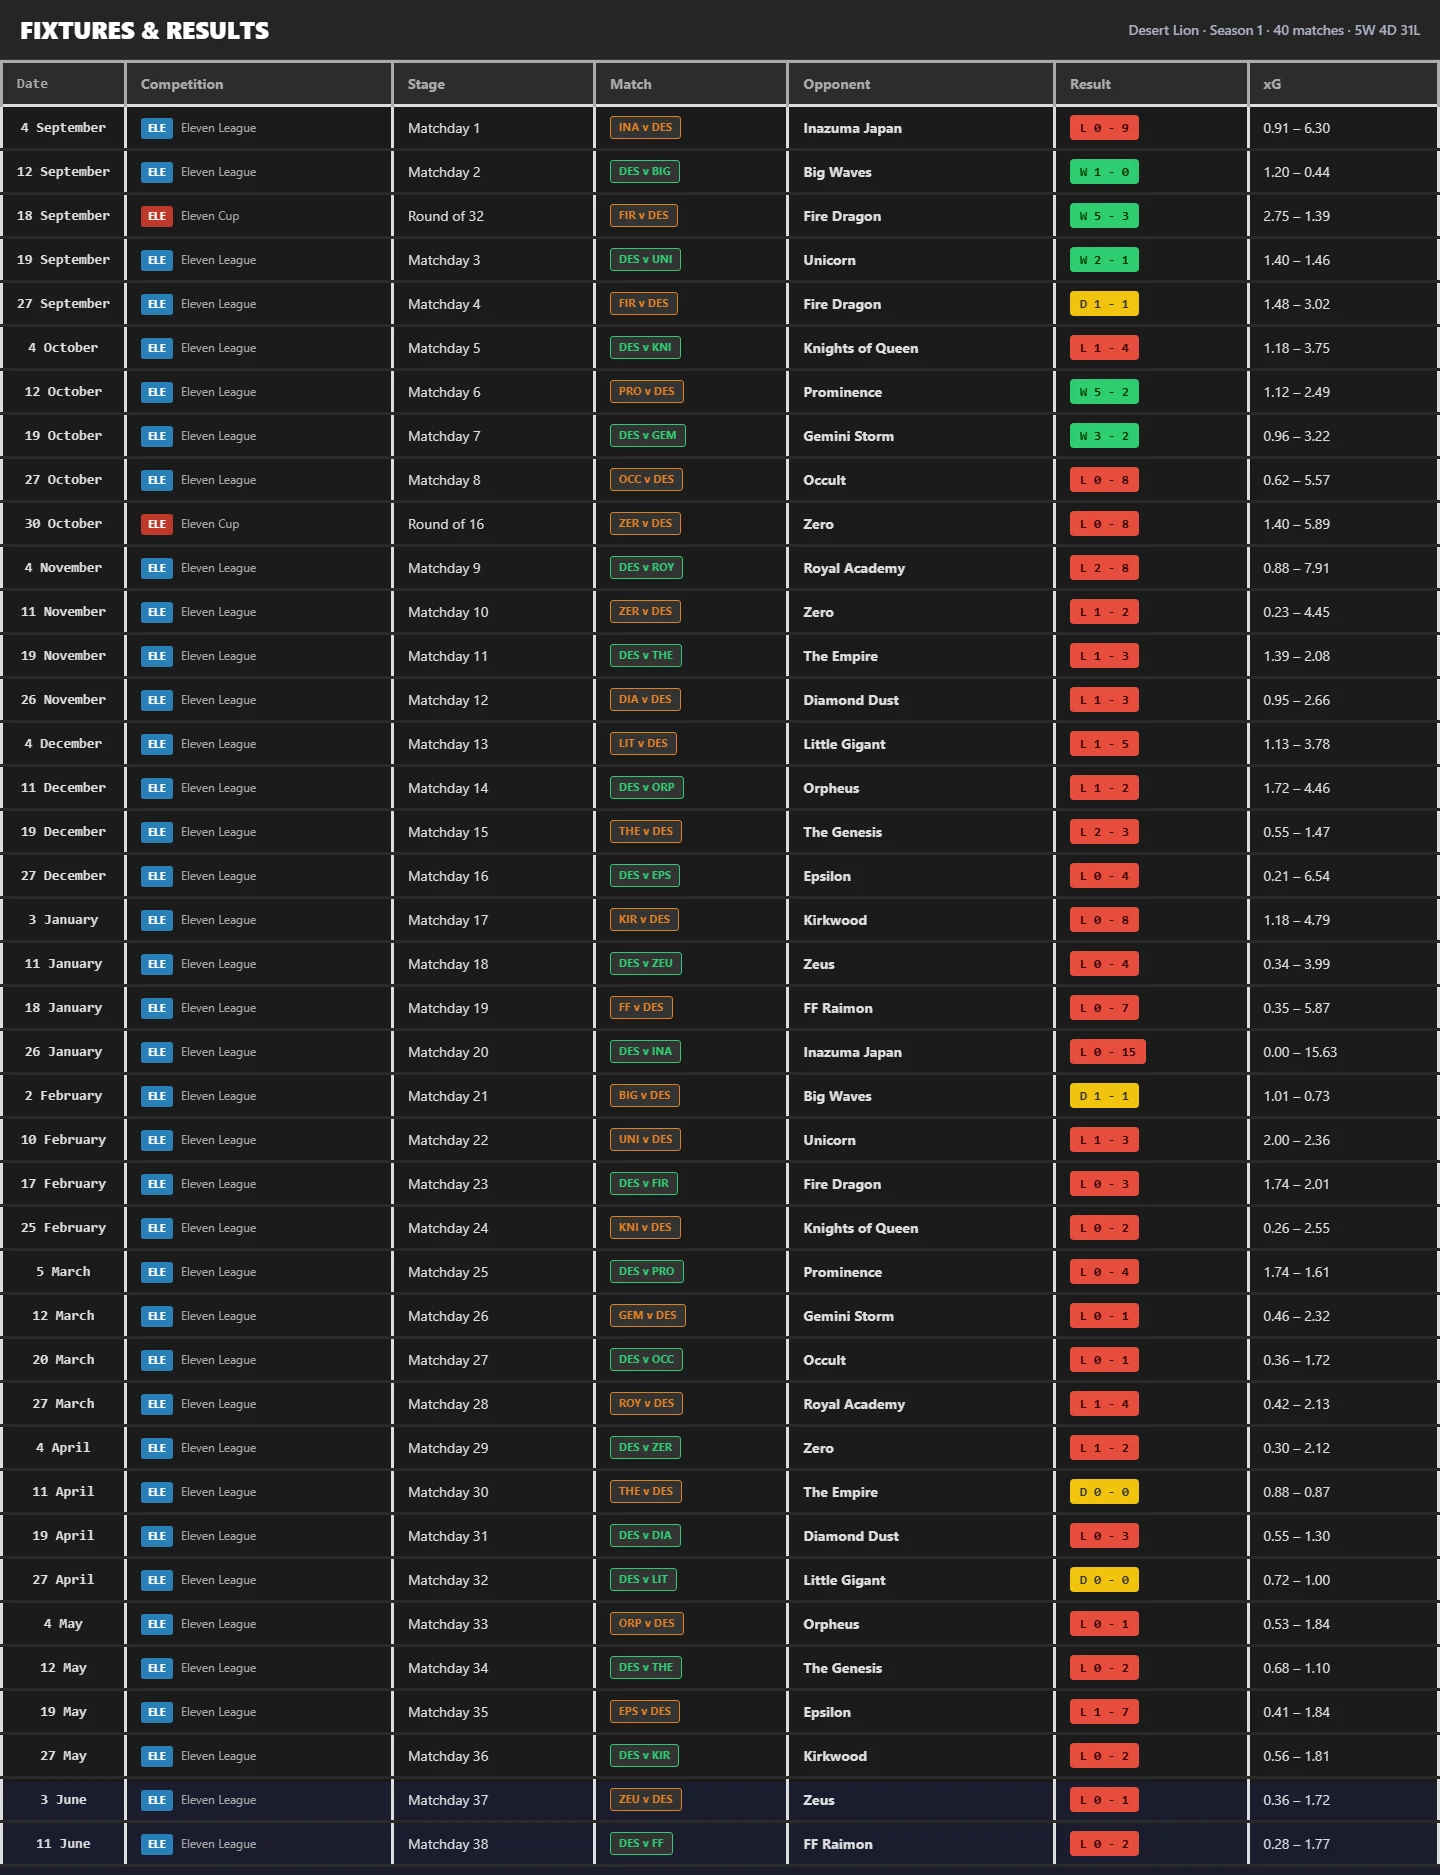 FIXTURES & RESULTS
Desert Lion · Season 1 · 40 matches · 5W 4D 31L
Date Competition Stage Match Opponent Result xG
4 September ELE Eleven League Matchday 1 INA v DES Inazuma Japan L 0 - 9 0.91 – 6.30
12 September ELE Eleven League Matchday 2 DES v BIG Big Waves W 1 - 0 1.20 – 0.44
18 September ELE Eleven Cup Round of 32 FIR v DES Fire Dragon W 5 - 3 2.75 – 1.39
19 September ELE Eleven League Matchday 3 DES v UNI Unicorn W 2 - 1 1.40 – 1.46
27 September ELE Eleven League Matchday 4 FIR v DES Fire Dragon D 1 - 1 1.48 – 3.02
4 October ELE Eleven League Matchday 5 DES v KNI Knights of Queen L 1 - 4 1.18 – 3.75
12 October ELE Eleven League Matchday 6 PRO v DES Prominence W 5 - 2 1.12 – 2.49
19 October ELE Eleven League Matchday 7 DES v GEM Gemini Storm W 3 - 2 0.96 – 3.22
27 October ELE Eleven League Matchday 8 OCC v DES Occult L 0 - 8 0.62 – 5.57
30 October ELE Eleven Cup Round of 16 ZER v DES Zero L 0 - 8 1.40 – 5.89
4 November ELE Eleven League Matchday 9 DES v ROY Royal Academy L 2 - 8 0.88 – 7.91
11 November ELE Eleven League Matchday 10 ZER v DES Zero L 1 - 2 0.23 – 4.45
19 November ELE Eleven League Matchday 11 DES v THE The Empire L 1 - 3 1.39 – 2.08
26 November ELE Eleven League Matchday 12 DIA v DES Diamond Dust L 1 - 3 0.95 – 2.66
4 December ELE Eleven League Matchday 13 LIT v DES Little Gigant L 1 - 5 1.13 – 3.78
11 December ELE Eleven League Matchday 14 DES v ORP Orpheus L 1 - 2 1.72 – 4.46
19 December ELE Eleven League Matchday 15 THE v DES The Genesis L 2 - 3 0.55 – 1.47
27 December ELE Eleven League Matchday 16 DES v EPS Epsilon L 0 - 4 0.21 – 6.54
3 January ELE Eleven League Matchday 17 KIR v DES Kirkwood L 0 - 8 1.18 – 4.79
11 January ELE Eleven League Matchday 18 DES v ZEU Zeus L 0 - 4 0.34 – 3.99
18 January ELE Eleven League Matchday 19 FF v DES FF Raimon L 0 - 7 0.35 – 5.87
26 January ELE Eleven League Matchday 20 DES v INA Inazuma Japan L 0 - 15 0.00 – 15.63
2 February ELE Eleven League Matchday 21 BIG v DES Big Waves D 1 - 1 1.01 – 0.73
10 February ELE Eleven League Matchday 22 UNI v DES Unicorn L 1 - 3 2.00 – 2.36
17 February ELE Eleven League Matchday 23 DES v FIR Fire Dragon L 0 - 3 1.74 – 2.01
25 February ELE Eleven League Matchday 24 KNI v DES Knights of Queen L 0 - 2 0.26 – 2.55
5 March ELE Eleven League Matchday 25 DES v PRO Prominence L 0 - 4 1.74 – 1.61
12 March ELE Eleven League Matchday 26 GEM v DES Gemini Storm L 0 - 1 0.46 – 2.32
20 March ELE Eleven League Matchday 27 DES v OCC Occult L 0 - 1 0.36 – 1.72
27 March ELE Eleven League Matchday 28 ROY v DES Royal Academy L 1 - 4 0.42 – 2.13
4 April ELE Eleven League Matchday 29 DES v ZER Zero L 1 - 2 0.30 – 2.12
11 April ELE Eleven League Matchday 30 THE v DES The Empire D 0 - 0 0.88 – 0.87
19 April ELE Eleven League Matchday 31 DES v DIA Diamond Dust L 0 - 3 0.55 – 1.30
27 April ELE Eleven League Matchday 32 DES v LIT Little Gigant D 0 - 0 0.72 – 1.00
4 May ELE Eleven League Matchday 33 ORP v DES Orpheus L 0 - 1 0.53 – 1.84
12 May ELE Eleven League Matchday 34 DES v THE The Genesis L 0 - 2 0.68 – 1.10
19 May ELE Eleven League Matchday 35 EPS v DES Epsilon L 1 - 7 0.41 – 1.84
27 May ELE Eleven League Matchday 36 DES v KIR Kirkwood L 0 - 2 0.56 – 1.81
3 June ELE Eleven League Matchday 37 ZEU v DES Zeus L 0 - 1 0.36 – 1.72
11 June ELE Eleven League Matchday 38 DES v FF FF Raimon L 0 - 2 0.28 – 1.77